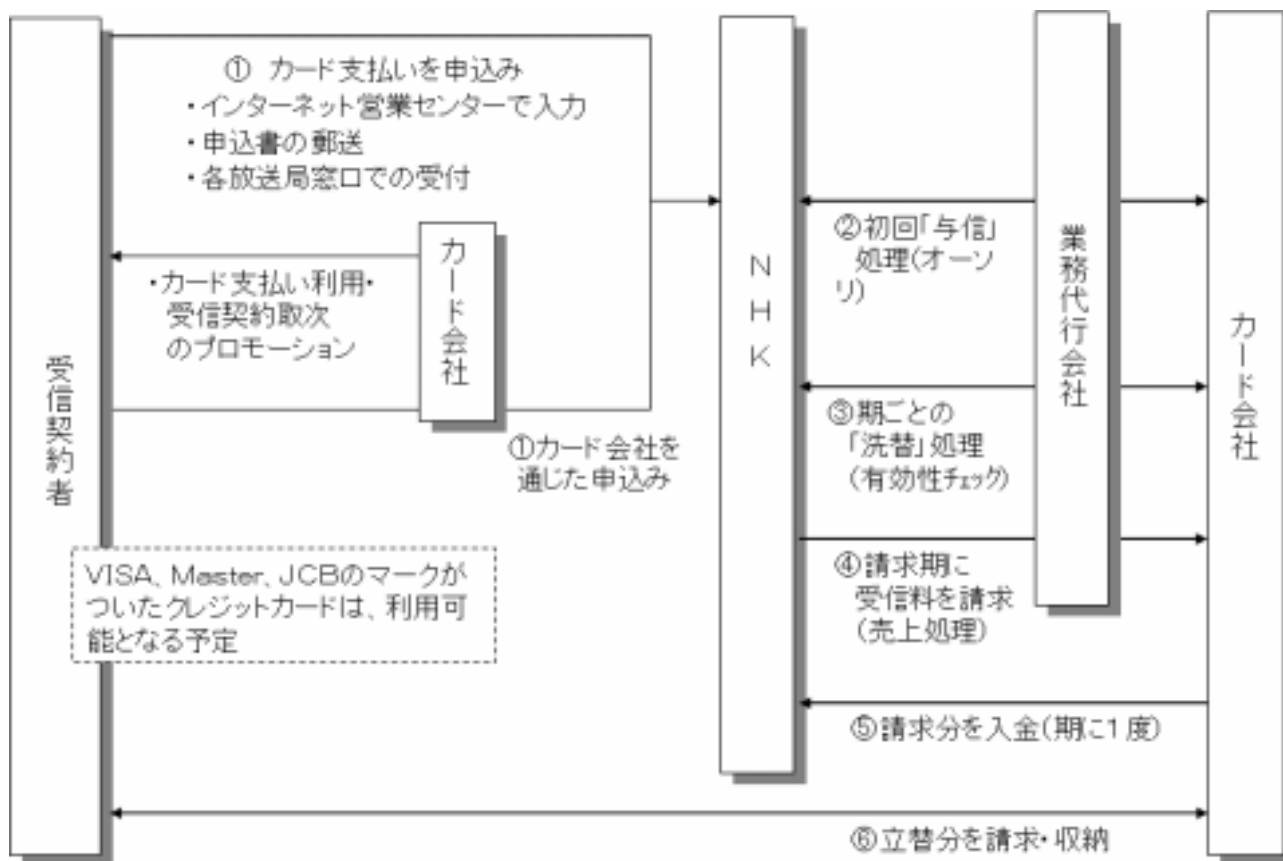 ① カード支払いを申込み
・インターネット営業センターで入力
・申込書の郵送
・各放送局窓口での受付
カード会社
・カード支払い利用・
受信契約取次
のプロモーション
受信契約者
①カード会社を
通じた申込み
VISA、Master、JCBのマークが
ついたクレジットカードは、利用可
能となる予定
NHK
②初回「与信」
処理(オーソ
リ)
業務代行会社
③期ごとの
「洗替」処理
(有効性チェック)
カード会社
④請求期に
受信料を請求
(売上処理)
⑤請求分を入金(期に1度)
⑥立替分を請求・収納